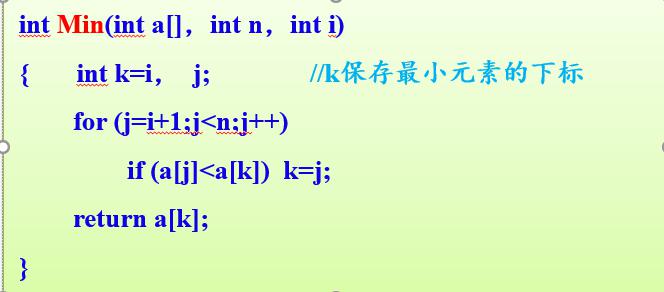 int Min(int a[]，int n，int i)
{ int k=i， j; //k保存最小元素的下标
for (j=i+1;j<n;j++)
if (a[j]<a[k]) k=j;
return a[k];
}